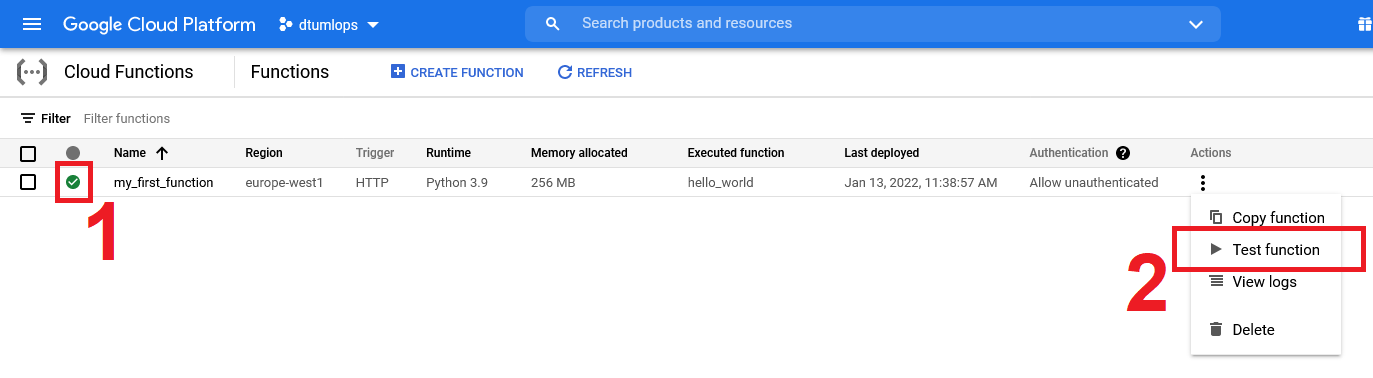 Google Cloud Platform dtumlops Search products and resources
Cloud Functions Functions CREATE FUNCTION REFRESH
Filter Filter functions
Name Region Trigger Runtime Memory allocated Executed function Last deployed Authentication ? Actions
my_first_function europe-west1 HTTP Python 3.9 256 MB hello_world Jan 13, 2022, 11:38:57 AM Allow unauthenticated
1
Copy function
Test function
2
View logs
Delete